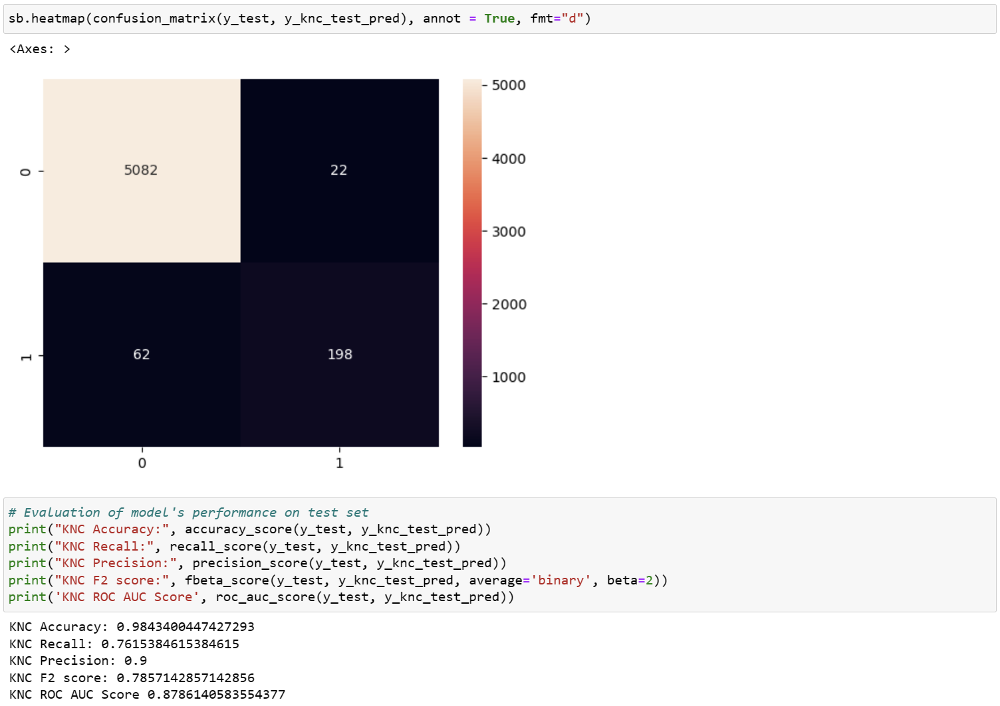 sb.heatmap(confusion_matrix(y_test, y_knc_test_pred), annot = True, fmt="d")
<Axes: >
5000
5082
22
4000
0
3000
2000
62
198
1
1000
0
1
# Evaluation of model's performance on test set
print("KNC Accuracy:", accuracy_score(y_test, y_knc_test_pred))
print("KNC Recall:", recall_score(y_test, y_knc_test_pred))
print("KNC Precision:", precision_score(y_test, y_knc_test_pred))
print("KNC F2 score:", fbeta_score(y_test, y_knc_test_pred, average='binary', beta=2))
print('KNC ROC AUC Score', roc_auc_score(y_test, y_knc_test_pred))
KNC Accuracy: 0.9843400447427293
KNC Recall: 0.7615384615384615
KNC Precision: 0.9
KNC F2 score: 0.7857142857142856
KNC ROC AUC Score 0.8786140583554377